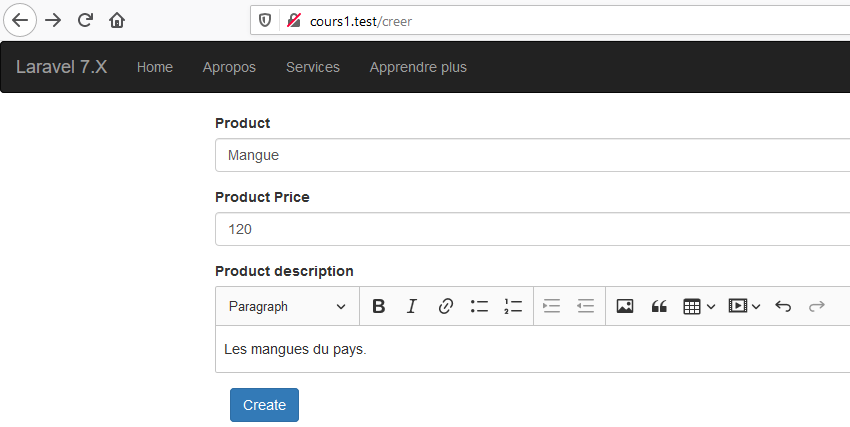 cours1.test/creer
Laravel 7.X Home Apropos Services Apprendre plus
Product
Mangue
Product Price
120
Product description
Paragraph B I
Les mangues du pays.
Create